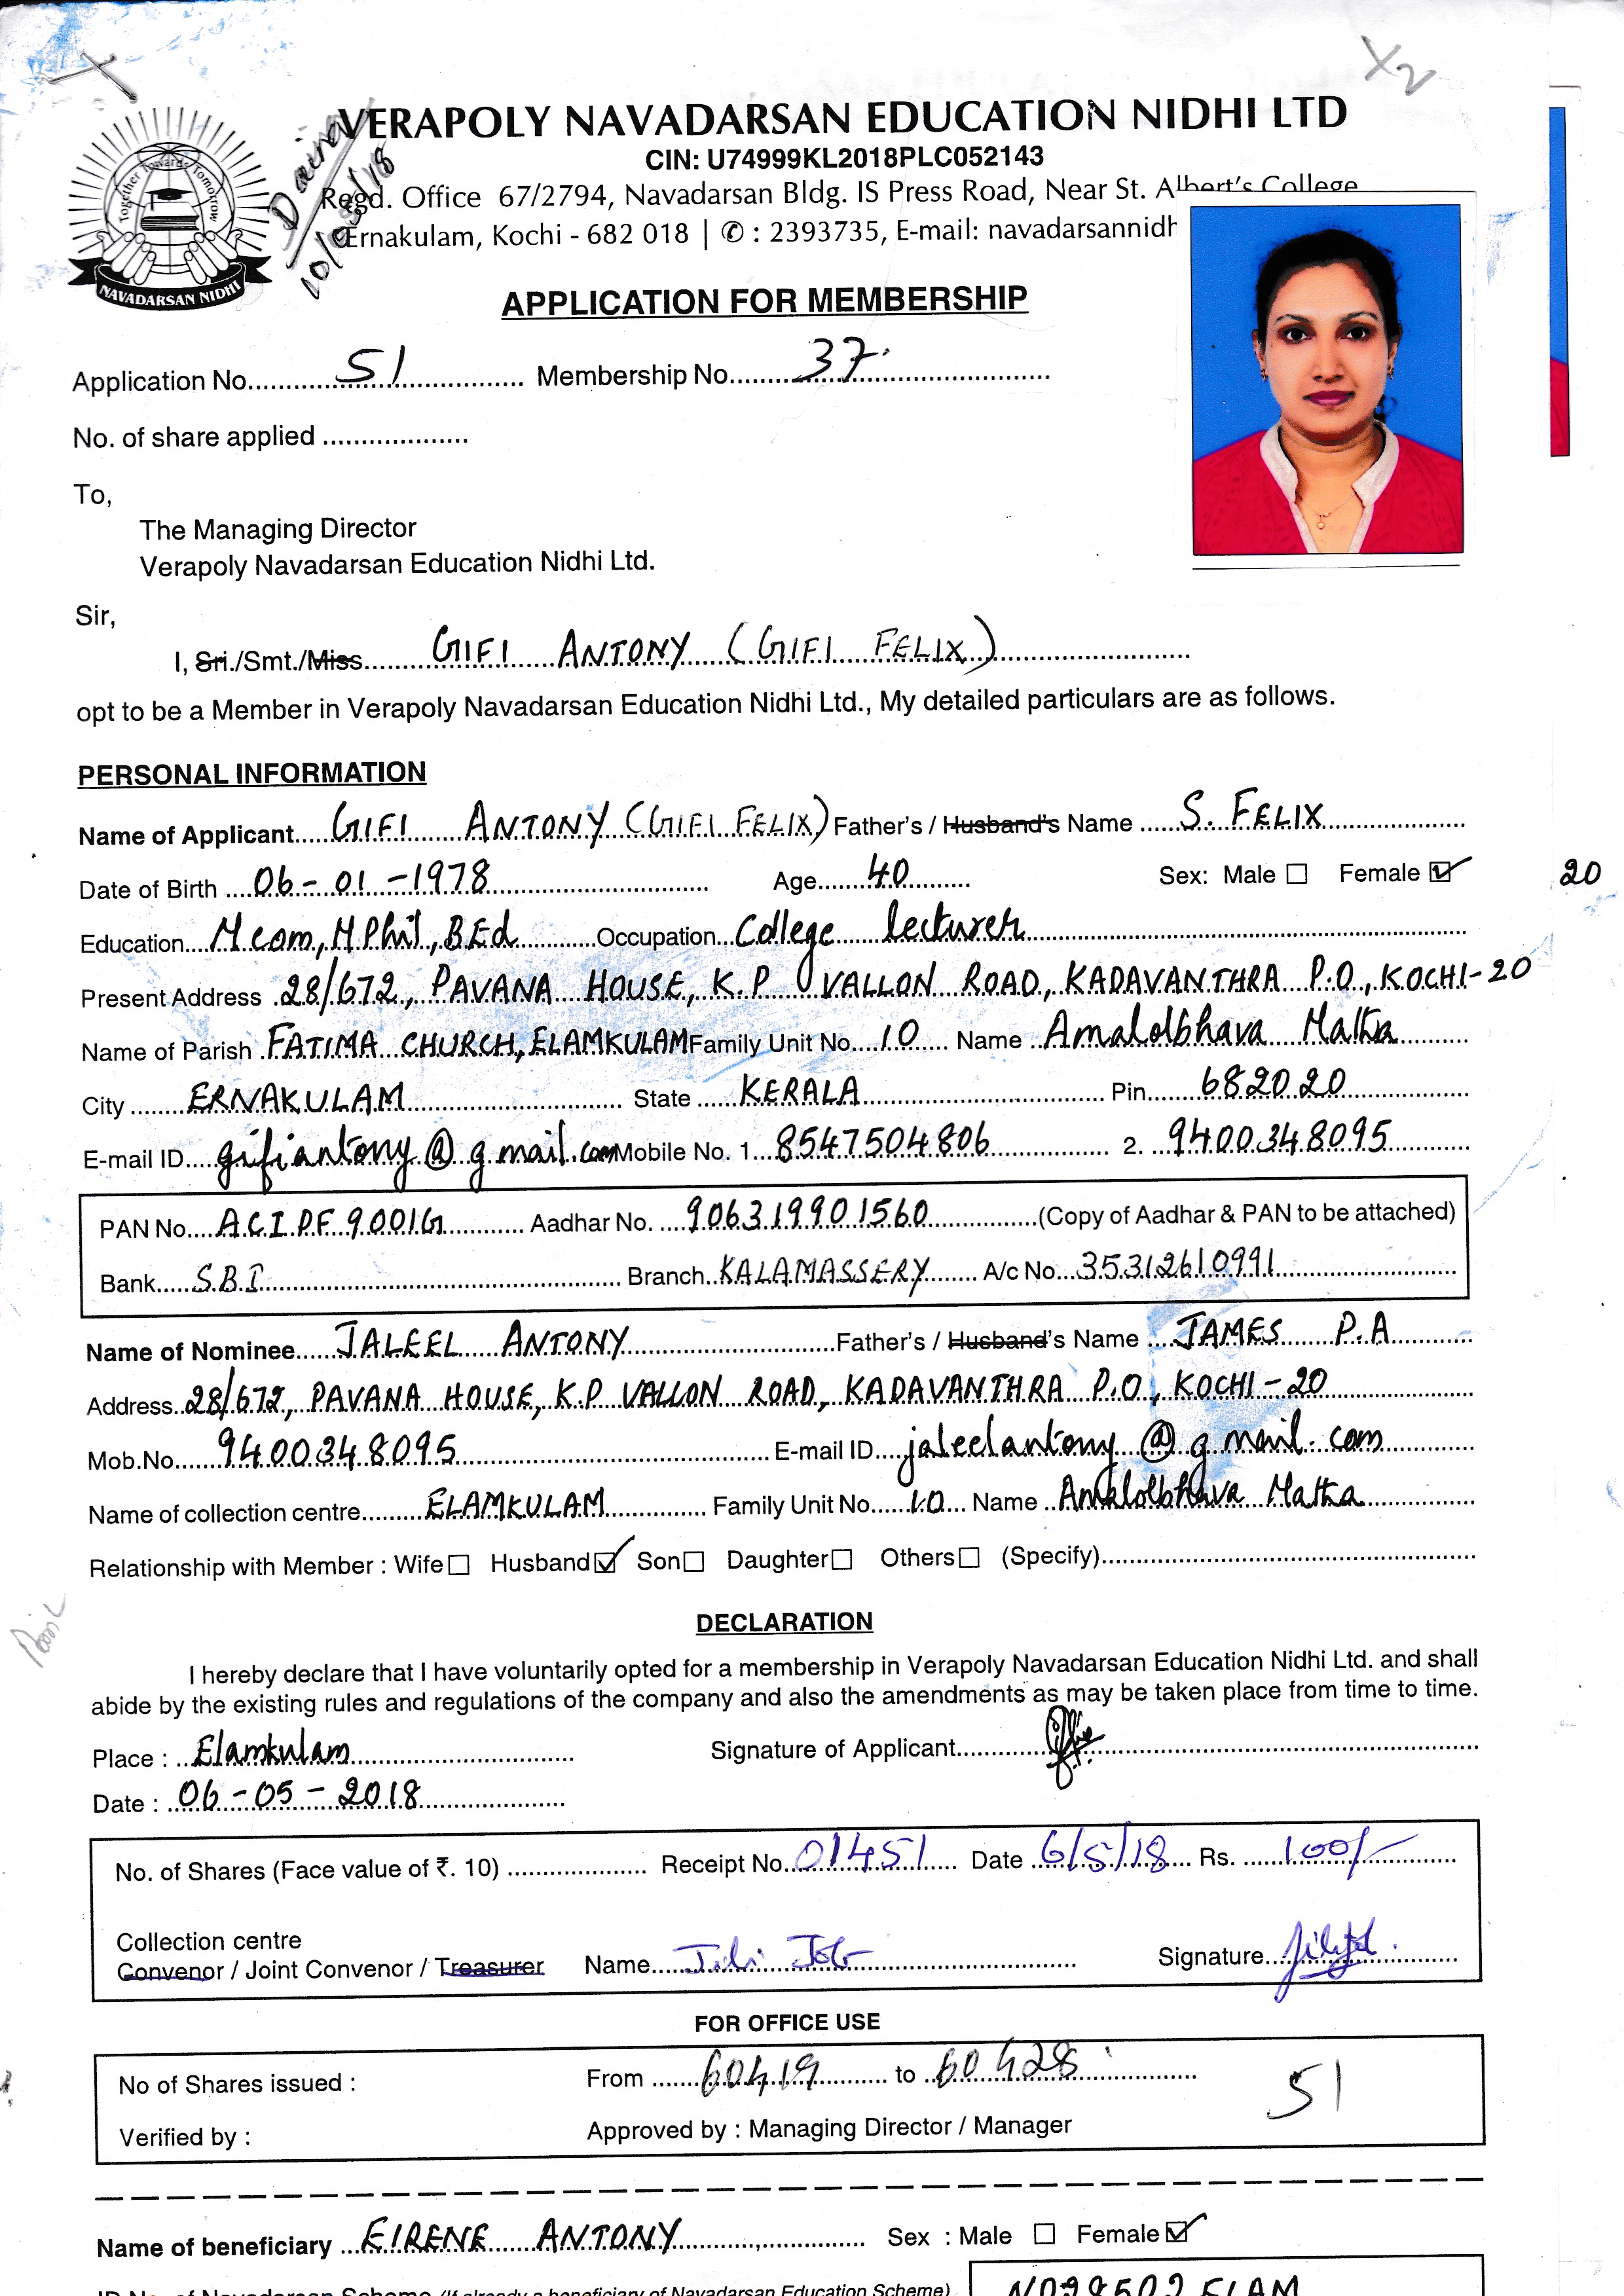 X2
VERAPOLY NAVADARSAN EDUCATION NIDHI LTD
CIN: U74999KL2018PLC052143
Regd. Office 67/2794, Navadarsan Bldg. IS Press Road, Near St. Albert's College
Ernakulam, Kochi - 682 018 | ✆ : 2393735, E-mail: navadarsannidh
Together Towards Tomorrow
NAVADARSAN NIDHI
APPLICATION FOR MEMBERSHIP
Application No. 51 Membership No. 37
No. of share applied
To,
The Managing Director
Verapoly Navadarsan Education Nidhi Ltd.
Sir,
I, Sri./Smt./Miss GIFI ANTONY (GIFI FELIX)
opt to be a Member in Verapoly Navadarsan Education Nidhi Ltd., My detailed particulars are as follows.
PERSONAL INFORMATION
Name of Applicant GIFI ANTONY (GIFI FELIX) Father's / Husband's Name S. FELIX
Date of Birth 06-01-1978 Age 40 Sex: Male ☐ Female ☑ 20
Education Mcom, MPhil, BEd Occupation College lecturer
Present Address 28/672, PAVANA HOUSE, K.P VALLON ROAD, KADAVANTHRA P.O, KOCHI-20
Name of Parish FATIMA CHURCH, ELAMKULAM Family Unit No. 10 Name Amalolbhava Matha
City ERNAKULAM State KERALA Pin 682020
E-mail ID gifiantony@gmail.com Mobile No. 1 8547504806 2. 9400348095
PAN No. ACIPF9001G Aadhar No. 906319901560 (Copy of Aadhar & PAN to be attached)
Bank S.B.I Branch KALAMASSERY A/c No. 35312610991
Name of Nominee JALEEL ANTONY Father's / Husband's Name JAMES P.A
Address 28/672, PAVANA HOUSE, K.P VALLON ROAD, KADAVANTHRA P.O, KOCHI-20
Mob.No. 9400348095 E-mail ID jaleelantony@gmail.com
Name of collection centre ELAMKULAM Family Unit No. 10 Name Amalolbhava Matha
Relationship with Member : Wife ☐ Husband ☑ Son ☐ Daughter ☐ Others ☐ (Specify)
DECLARATION
I hereby declare that I have voluntarily opted for a membership in Verapoly Navadarsan Education Nidhi Ltd. and shall
abide by the existing rules and regulations of the company and also the amendments as may be taken place from time to time.
Place : Elamkulam Signature of Applicant
Date : 06-05-2018
No. of Shares (Face value of ₹. 10) Receipt No. 01451 Date 6/5/18 Rs. 100/-
Collection centre
Convenor / Joint Convenor / Treasurer Name Jili Job Signature
FOR OFFICE USE
No of Shares issued : From 60419 to 60428
51
Verified by : Approved by : Managing Director / Manager
Name of beneficiary EIRENE ANTONY Sex : Male ☐ Female ☑
ID No. of Navadarsan Scheme (If already a beneficiary of Navadarsan Education Scheme) N028502 ELAM